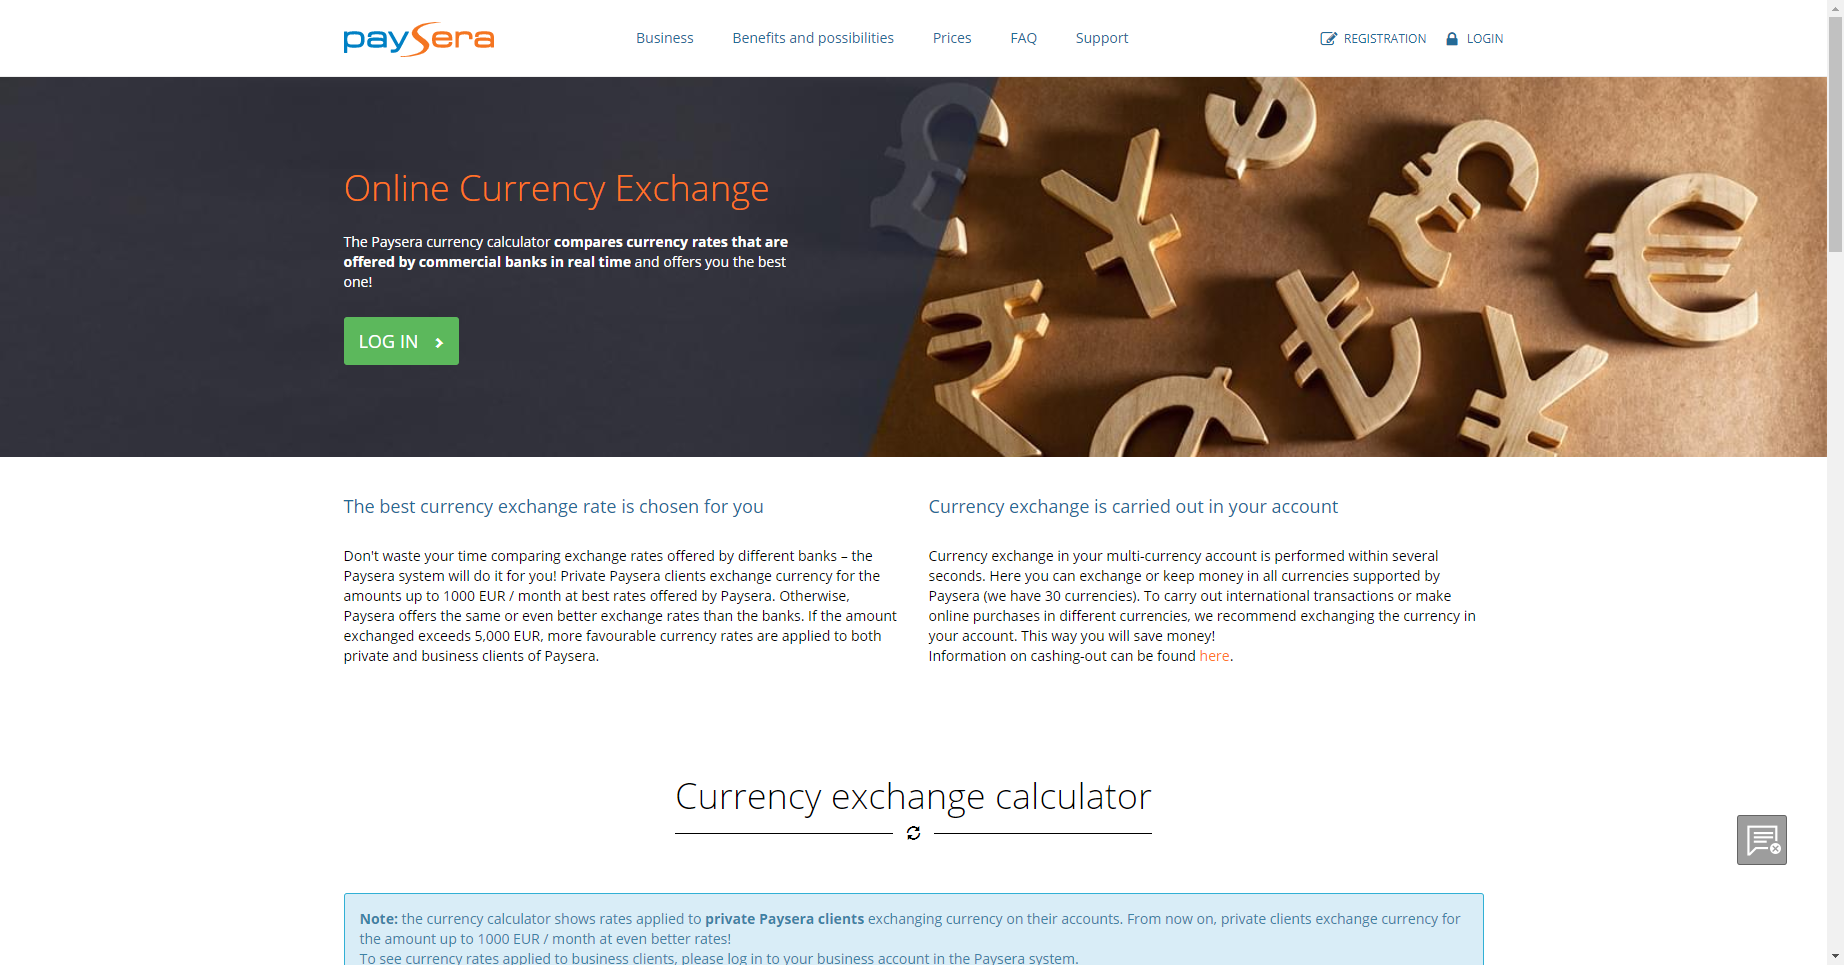 paysera
Business
Benefits and possibilities
Prices
FAQ
Support
REGISTRATION
LOGIN
Online Currency Exchange
The Paysera currency calculator compares currency rates that are
offered by commercial banks in real time and offers you the best
one!
LOG IN
The best currency exchange rate is chosen for you
Don't waste your time comparing exchange rates offered by different banks – the
Paysera system will do it for you! Private Paysera clients exchange currency for the
amounts up to 1000 EUR / month at best rates offered by Paysera. Otherwise,
Paysera offers the same or even better exchange rates than the banks. If the amount
exchanged exceeds 5,000 EUR, more favourable currency rates are applied to both
private and business clients of Paysera.
Currency exchange is carried out in your account
Currency exchange in your multi-currency account is performed within several
seconds. Here you can exchange or keep money in all currencies supported by
Paysera (we have 30 currencies). To carry out international transactions or make
online purchases in different currencies, we recommend exchanging the currency in
your account. This way you will save money!
Information on cashing-out can be found here.
Currency exchange calculator
Note: the currency calculator shows rates applied to private Paysera clients exchanging currency on their accounts. From now on, private clients exchange currency for
the amount up to 1000 EUR / month at even better rates!
To see currency rates applied to business clients, please log in to your business account in the Paysera system.